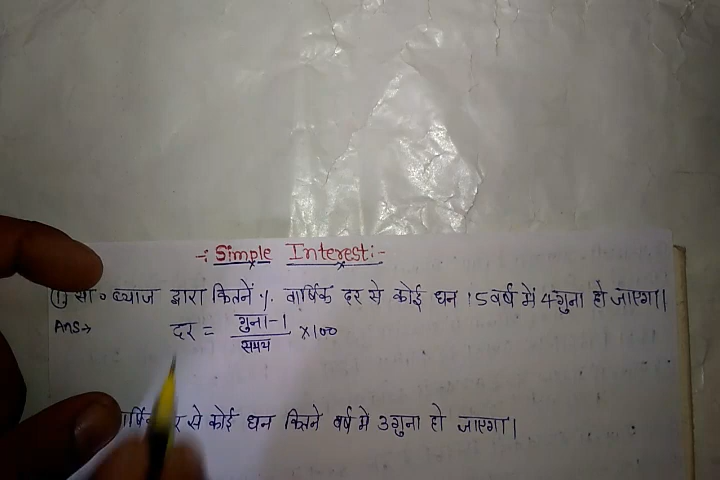 -: Simple Interest:-
①. सा० ब्याज द्वारा कितनें %. वार्षिक दर से कोई धन 15 वर्ष में 4 गुना हो जाएगा।
Ans→ दर = गुना-1 / समय ×100
दर से कोई धन कितने वर्ष में 3 गुना हो जाएगा।